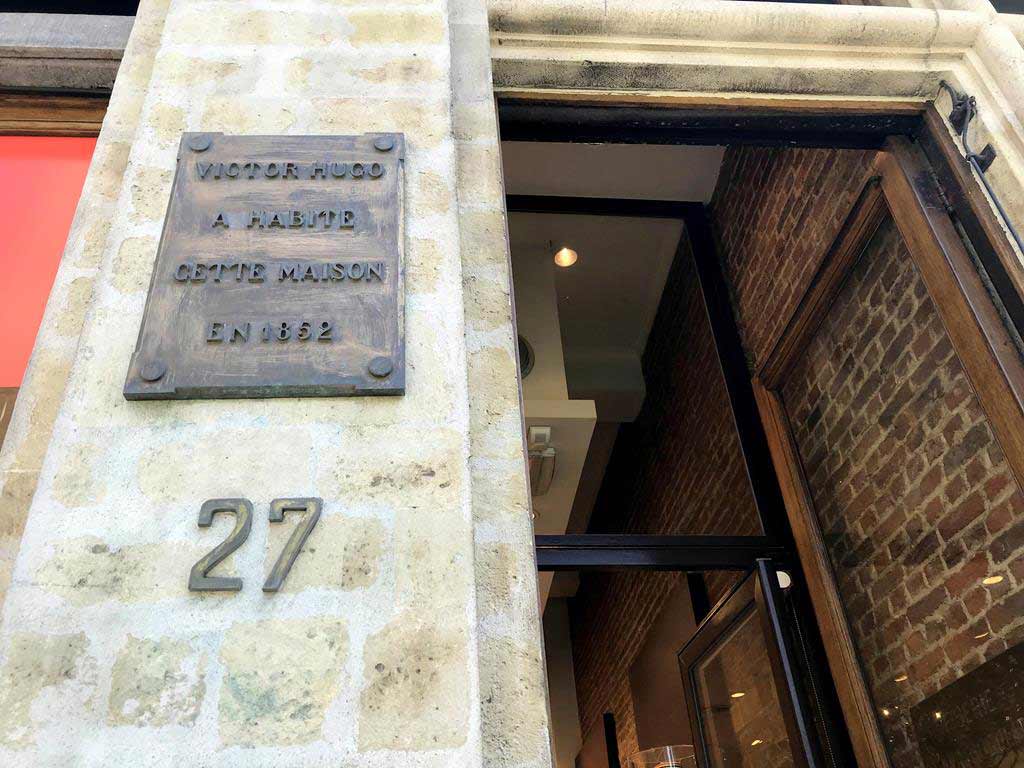 VICTOR HUGO
A HABITE
CETTE MAISON
EN 1852
27